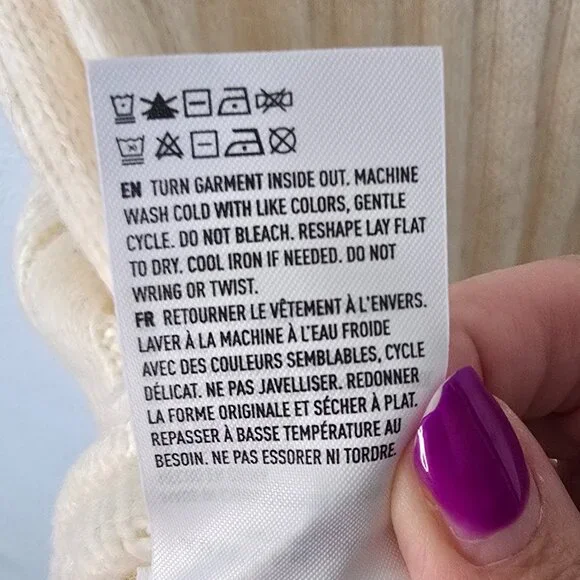 EN TURN GARMENT INSIDE OUT. MACHINE
WASH COLD WITH LIKE COLORS, GENTLE
CYCLE. DO NOT BLEACH. RESHAPE LAY FLAT
TO DRY. COOL IRON IF NEEDED. DO NOT
WRING OR TWIST.
FR RETOURNER LE VÊTEMENT À L'ENVERS.
LAVER À LA MACHINE À L'EAU FROIDE
AVEC DES COULEURS SEMBLABLES, CYCLE
DÉLICAT. NE PAS JAVELLISER. REDONNER
LA FORME ORIGINALE ET SÉCHER À PLAT.
REPASSER À BASSE TEMPÉRATURE AU
BESOIN. NE PAS ESSORER NI TORDRE.